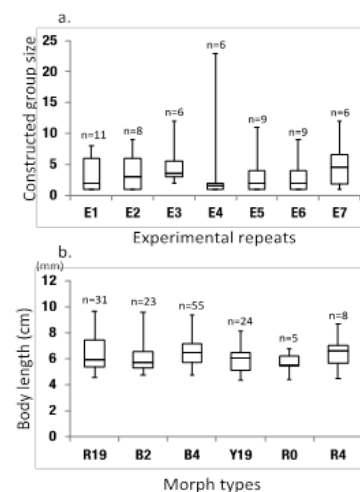 a.
Constructed group size
25
20
15
10
5
0
n=11
n=8
n=6
n=6
n=9
n=9
n=6
E1 E2 E3 E4 E5 E6 E7
Experimental repeats
b.
(mm)
Body length (cm)
12
10
8
6
4
2
0
n=31
n=23
n=55
n=24
n=5
n=8
R19 B2 B4 Y19 R0 R4
Morph types